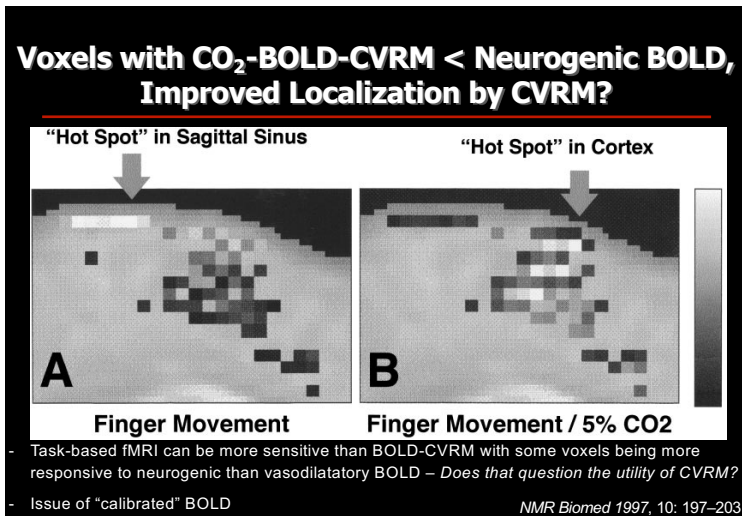 Voxels with CO₂-BOLD-CVRM < Neurogenic BOLD,
Improved Localization by CVRM?
“Hot Spot” in Sagittal Sinus
“Hot Spot” in Cortex
A
B
Finger Movement
Finger Movement / 5% CO2
- Task-based fMRI can be more sensitive than BOLD-CVRM with some voxels being more
responsive to neurogenic than vasodilatatory BOLD – Does that question the utility of CVRM?
- Issue of “calibrated” BOLD
NMR Biomed 1997, 10: 197–203